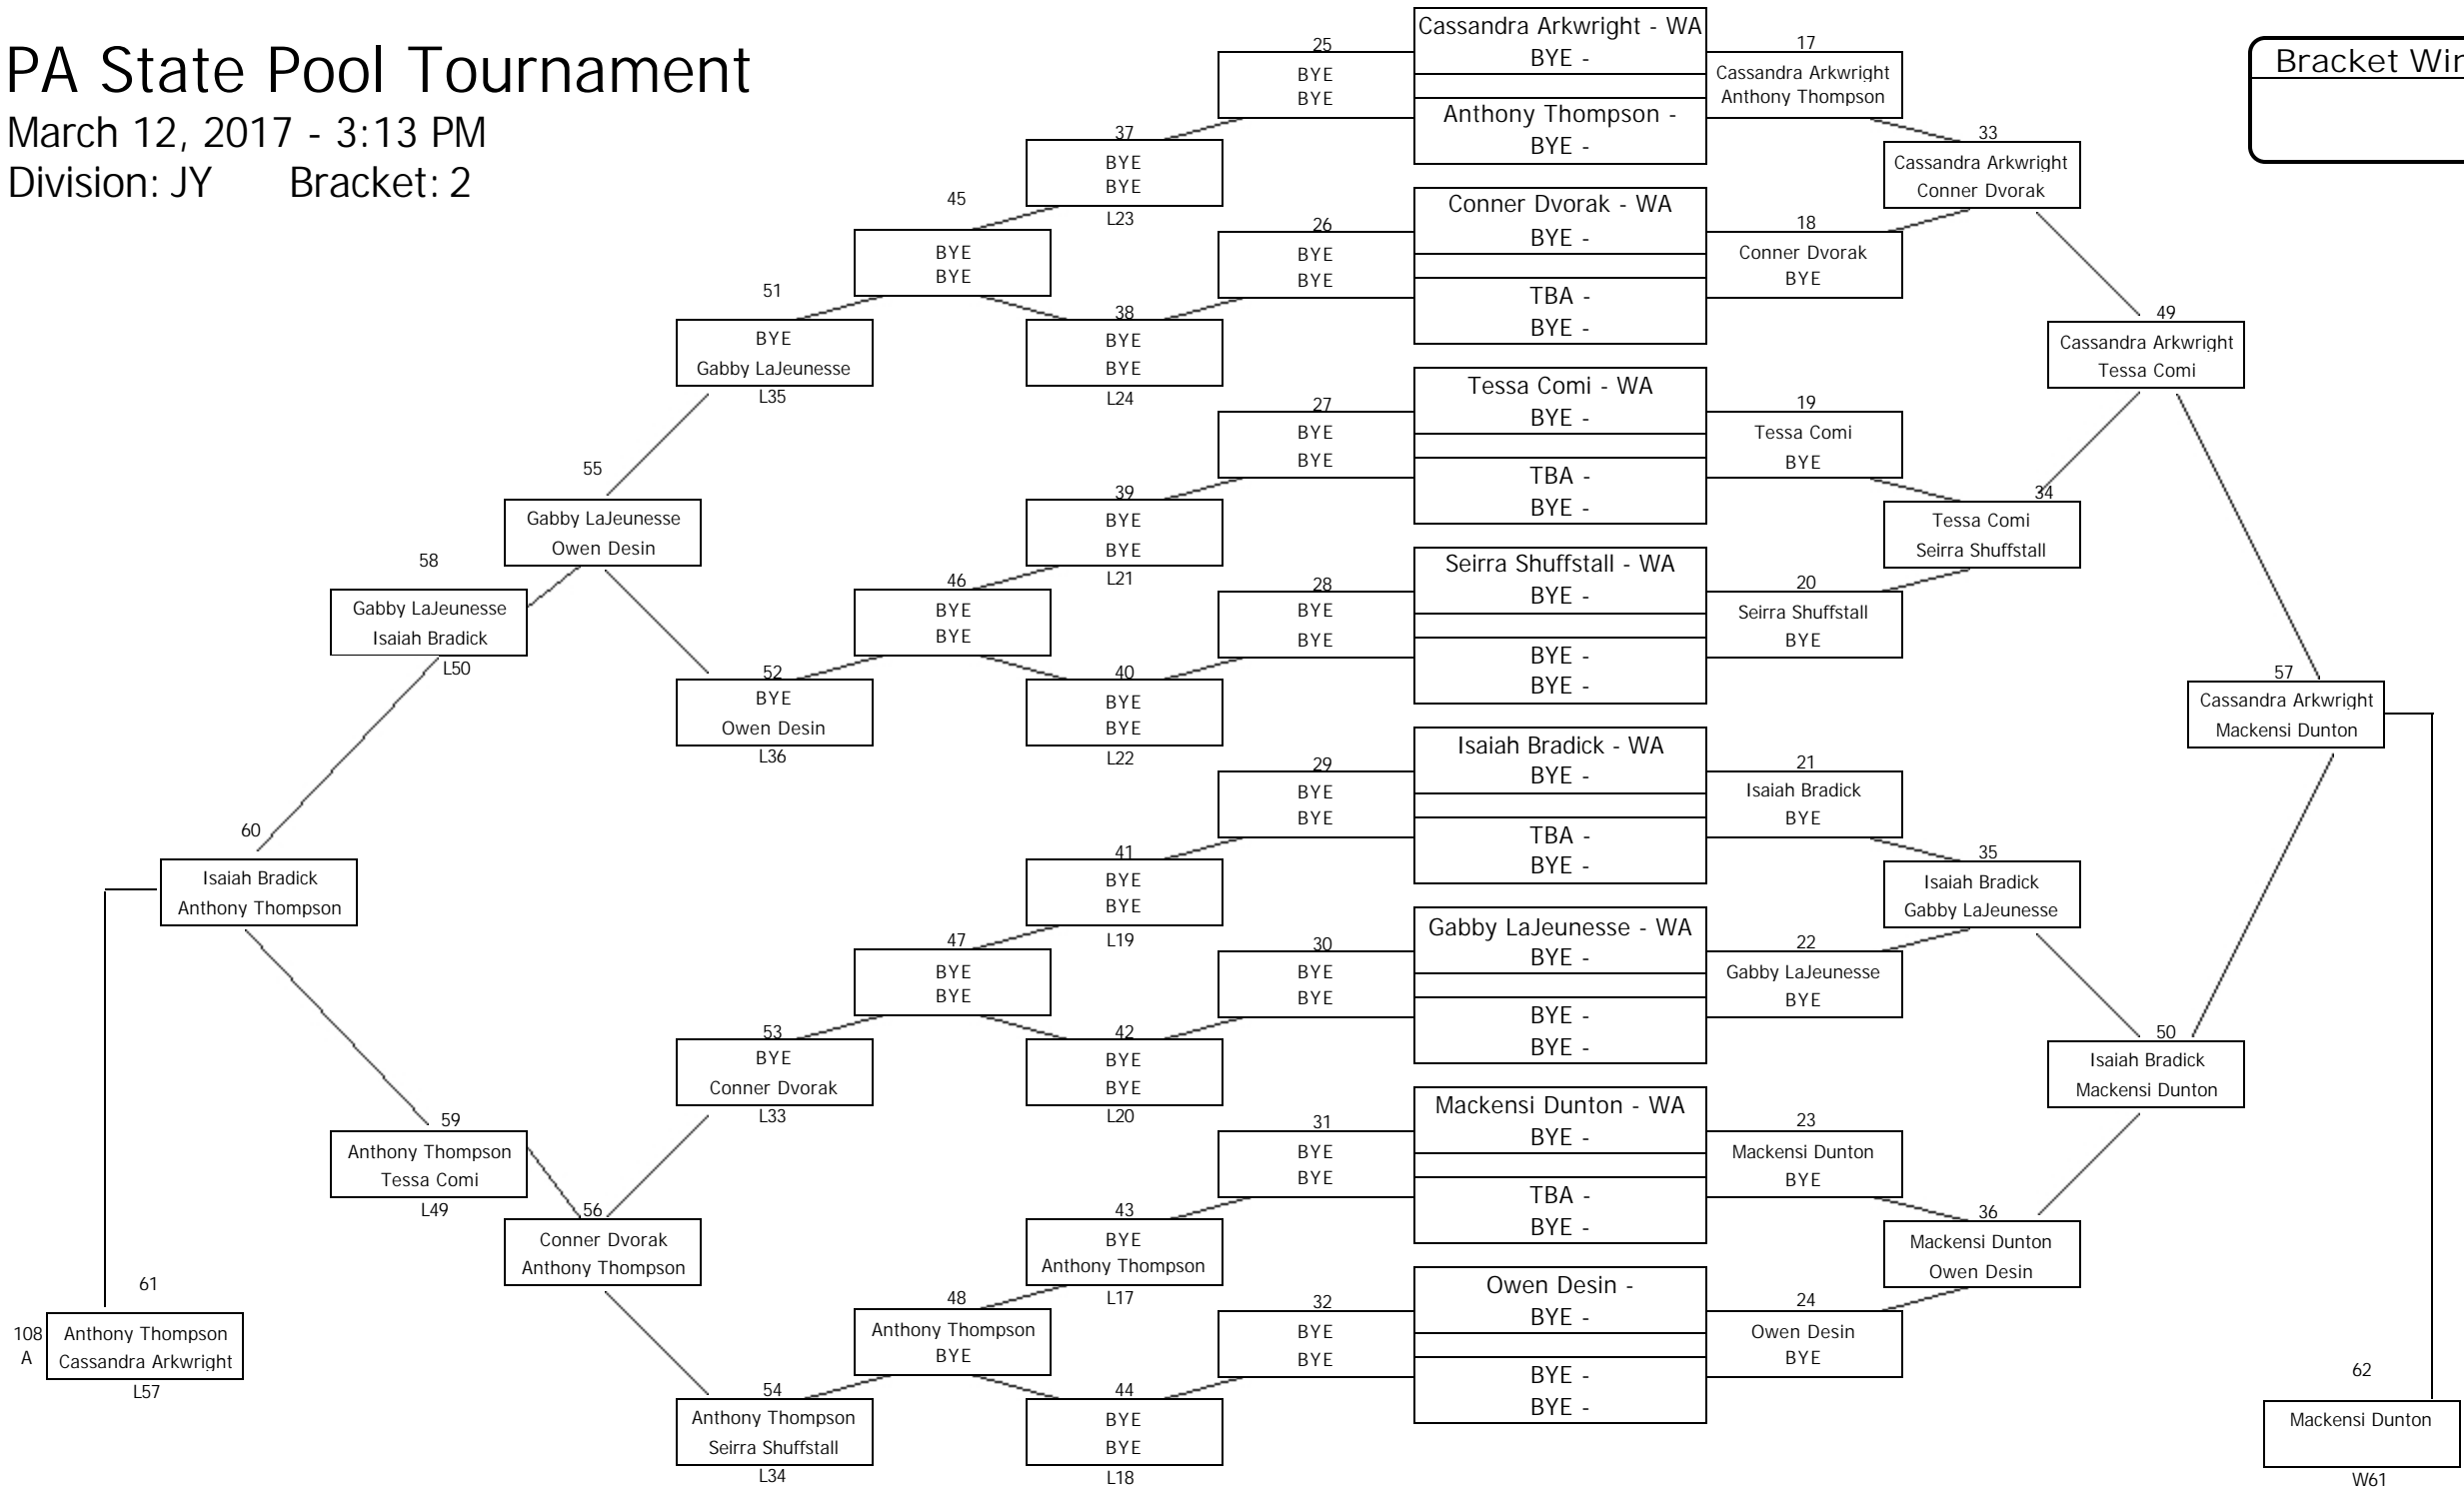 PA State Pool Tournament
March 12, 2017 - 3:13 PM
Division: JY Bracket: 2
Bracket
61
108
A
Anthony Thompson
Cassandra Arkwright
L57
60
Isaiah Bradick
Anthony Thompson
58
Gabby LaJeunesse
Isaiah Bradick
L50
59
Anthony Thompson
Tessa Comi
L49
55
Gabby LaJeunesse
Owen Desin
56
Conner Dvorak
Anthony Thompson
51
BYE
Gabby LaJeunesse
L35
52
BYE
Owen Desin
L36
53
BYE
Conner Dvorak
L33
54
Anthony Thompson
Seirra Shuffstall
L34
45
BYE
BYE
46
BYE
BYE
47
BYE
BYE
48
Anthony Thompson
BYE
37
BYE
BYE
L23
38
BYE
BYE
L24
39
BYE
BYE
L21
40
BYE
BYE
L22
41
BYE
BYE
L19
42
BYE
BYE
L20
43
BYE
Anthony Thompson
L17
44
BYE
BYE
L18
25
BYE
BYE
26
BYE
BYE
27
BYE
BYE
28
BYE
BYE
29
BYE
BYE
30
BYE
BYE
31
BYE
BYE
32
BYE
BYE
Cassandra Arkwright - WA
BYE -
Anthony Thompson -
BYE -
Conner Dvorak - WA
BYE -
TBA -
BYE -
Tessa Comi - WA
BYE -
TBA -
BYE -
Seirra Shuffstall - WA
BYE -
BYE -
BYE -
Isaiah Bradick - WA
BYE -
TBA -
BYE -
Gabby LaJeunesse - WA
BYE -
BYE -
BYE -
Mackensi Dunton - WA
BYE -
TBA -
BYE -
Owen Desin -
BYE -
BYE -
BYE -
17
Cassandra Arkwright
Anthony Thompson
18
Conner Dvorak
BYE
19
Tessa Comi
BYE
20
Seirra Shuffstall
BYE
21
Isaiah Bradick
BYE
22
Gabby LaJeunesse
BYE
23
Mackensi Dunton
BYE
24
Owen Desin
BYE
33
Cassandra Arkwright
Conner Dvorak
34
Tessa Comi
Seirra Shuffstall
35
Isaiah Bradick
Gabby LaJeunesse
36
Mackensi Dunton
Owen Desin
49
Cassandra Arkwright
Tessa Comi
50
Isaiah Bradick
Mackensi Dunton
57
Cassandra Arkwright
Mackensi Dunton
62
Mackensi Dunton
W61